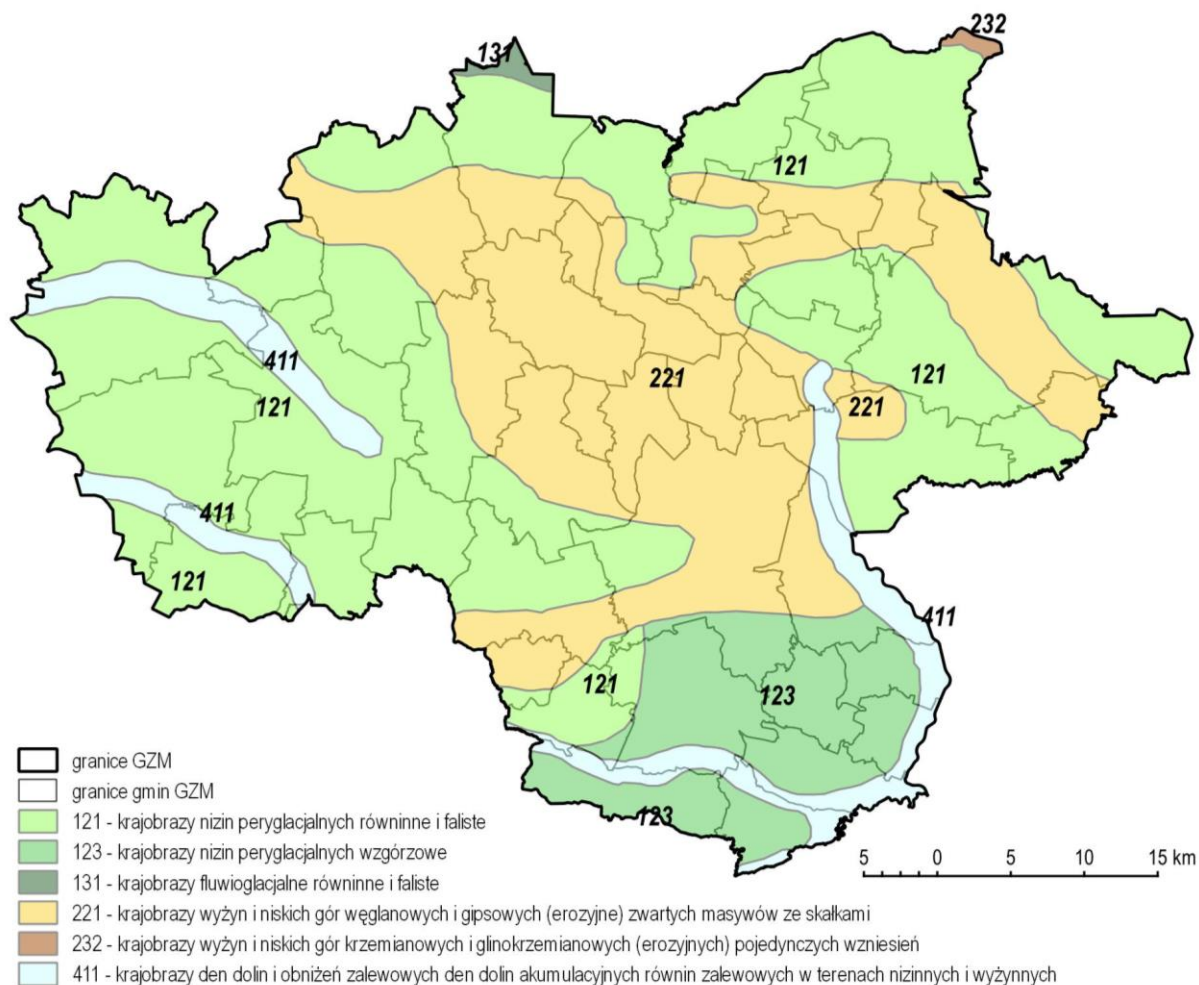 232
131
121
411
121
221
121
221
411
121
411
121
123
123
granice GZM
granice gmin GZM
121 - krajobrazy nizin peryglacjalnych równinne i faliste
123 - krajobrazy nizin peryglacjalnych wzgórzowe
131 - krajobrazy fluwioglacjalne równinne i faliste
221 - krajobrazy wyżyn i niskich gór węglanowych i gipsowych (erozyjne) zwartych masywów ze skałkami
232 - krajobrazy wyżyn i niskich gór krzemianowych i glinokrzemianowych (erozyjnych) pojedynczych wzniesień
411 - krajobrazy den dolin i obniżeń zalewowych den dolin akumulacyjnych równin zalewowych w terenach nizinnych i wyżynnych
5 0 5 10 15 km